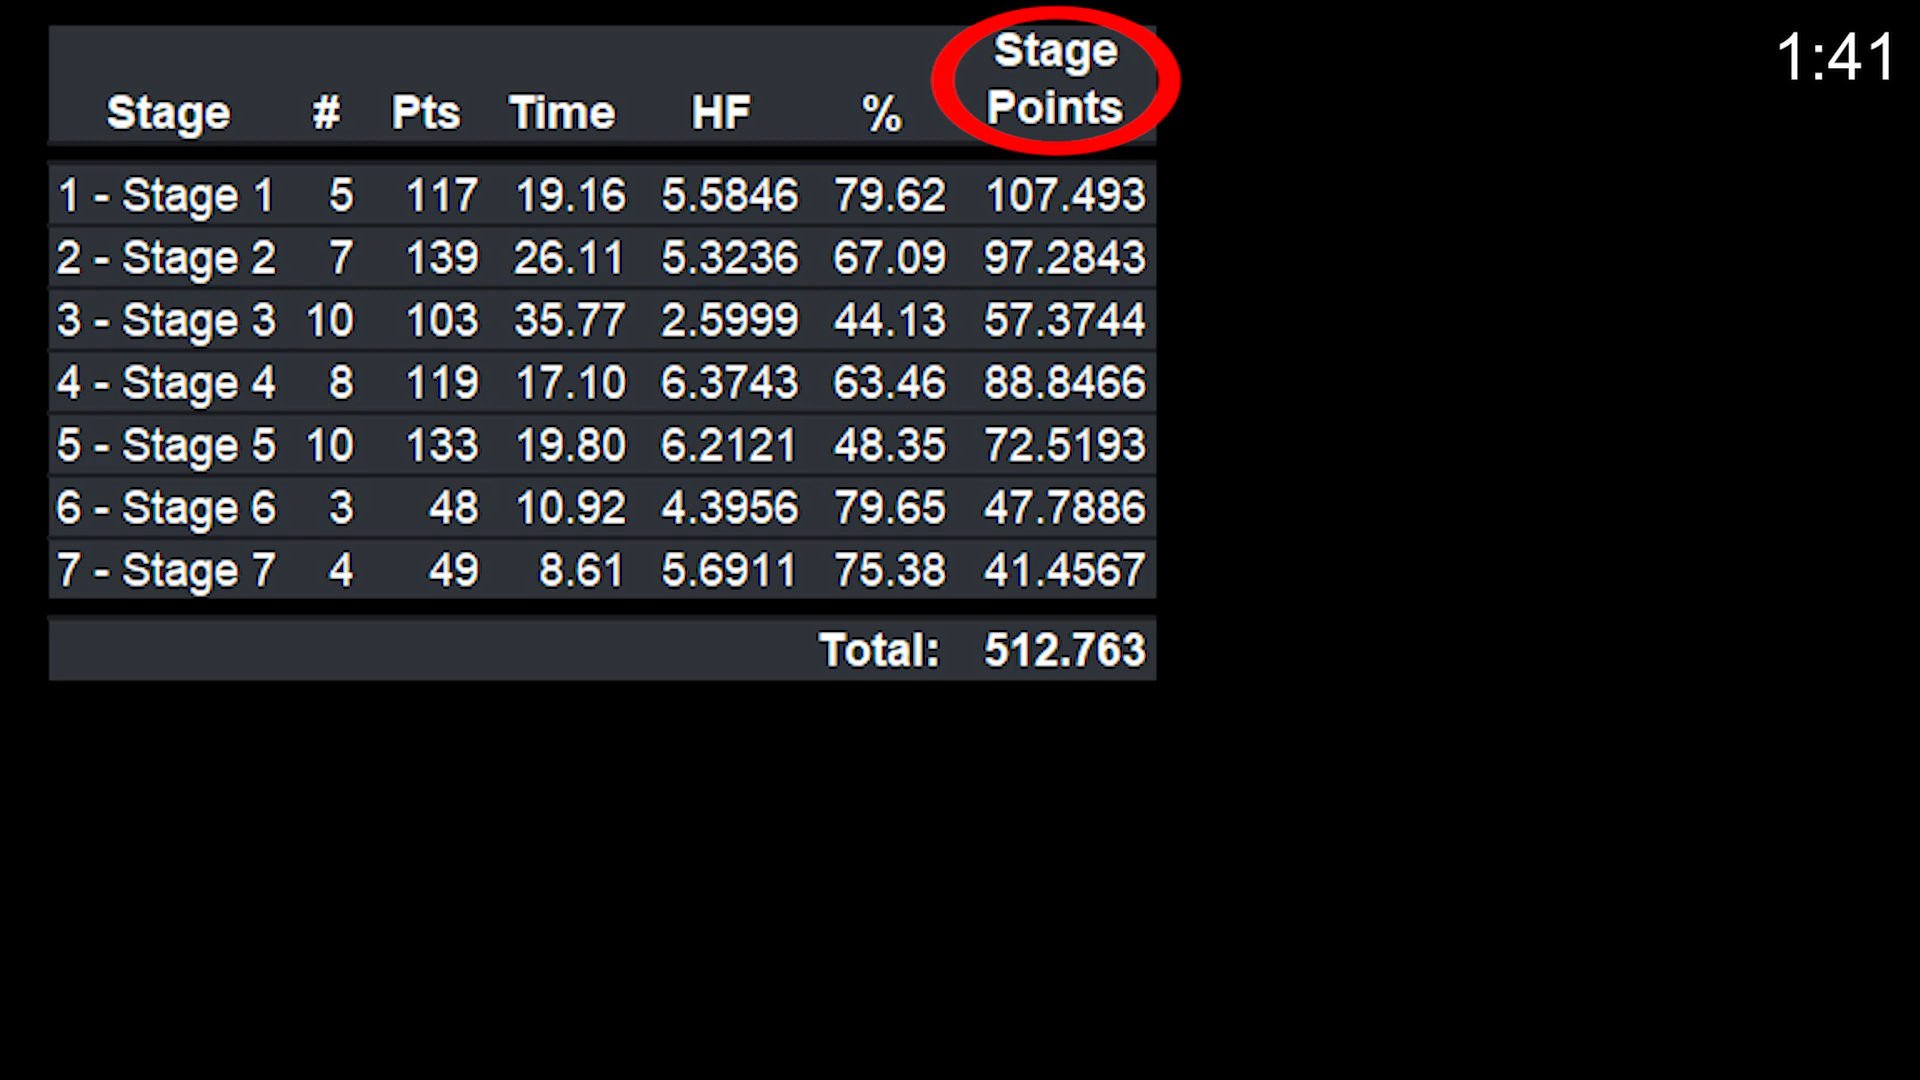 1:41
Stage # Pts Time HF % Stage Points
1 - Stage 1 5 117 19.16 5.5846 79.62 107.493
2 - Stage 2 7 139 26.11 5.3236 67.09 97.2843
3 - Stage 3 10 103 35.77 2.5999 44.13 57.3744
4 - Stage 4 8 119 17.10 6.3743 63.46 88.8466
5 - Stage 5 10 133 19.80 6.2121 48.35 72.5193
6 - Stage 6 3 48 10.92 4.3956 79.65 47.7886
7 - Stage 7 4 49 8.61 5.6911 75.38 41.4567
Total: 512.763